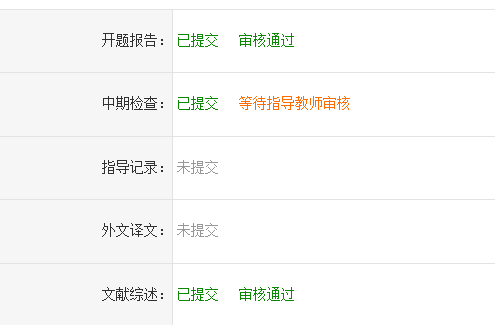 开题报告： 已提交 审核通过
中期检查： 已提交 等待指导教师审核
指导记录： 未提交
外文译文： 未提交
文献综述： 已提交 审核通过